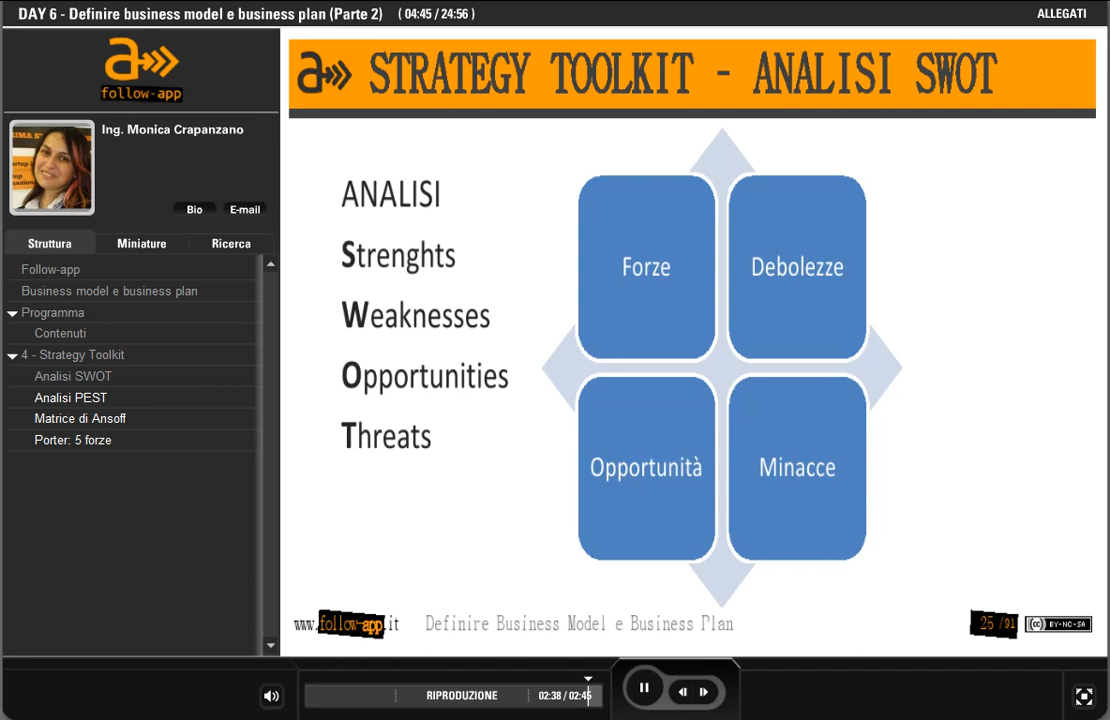 DAY 6 - Definire business model e business plan (Parte 2) ( 04:45 / 24:56 )
ALLEGATI
a
follow-app
Ing. Monica Crapanzano
Bio
E-mail
Struttura
Miniature
Ricerca
Follow-app
Business model e business plan
Programma
Contenuti
4 - Strategy Toolkit
Analisi SWOT
Analisi PEST
Matrice di Ansoff
Porter: 5 forze
a STRATEGY TOOLKIT - ANALISI SWOT
ANALISI
Strenghts
Weaknesses
Opportunities
Threats
Forze
Debolezze
Opportunità
Minacce
www.follow-app.it
Definire Business Model e Business Plan
25 /91
cc BY-NC-SA
RIPRODUZIONE
02:38 / 02:45